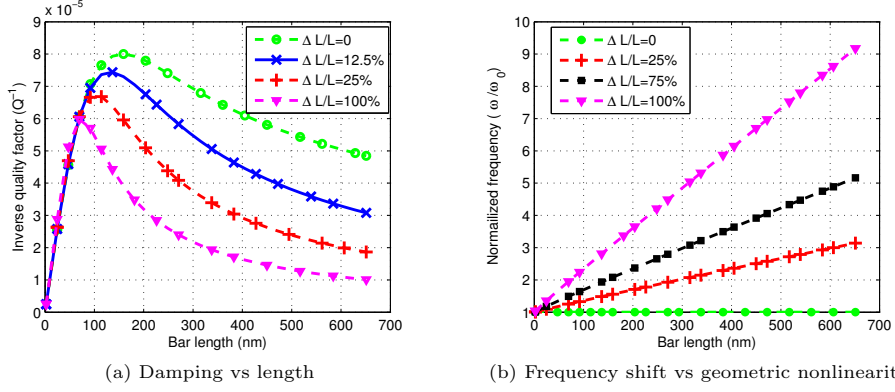 x 10⁻⁵
9
8
7
6
5
4
3
2
1
0
Inverse quality factor (Q⁻¹)
Δ L/L=0
Δ L/L=12.5%
Δ L/L=25%
Δ L/L=100%
0 100 200 300 400 500 600 700
Bar length (nm)
(a) Damping vs length
10
9
8
7
6
5
4
3
2
1
0
Normailized frequency ( ω/ω₀)
Δ L/L=0
Δ L/L=25%
Δ L/L=75%
Δ L/L=100%
0 100 200 300 400 500 600 700
Bar length (nm)
(b) Frequency shift vs geometric nonlinearit